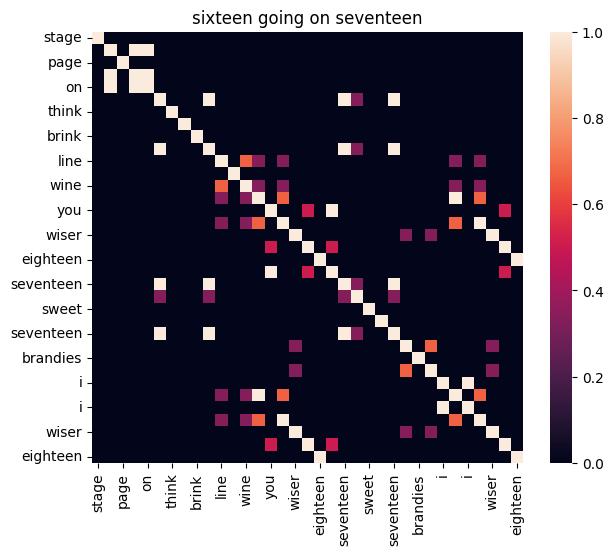 sixteen going on seventeen
stage
page
on
think
brink
line
wine
you
wiser
eighteen
seventeen
sweet
seventeen
brandies
i
i
wiser
eighteen
1.0
0.8
0.6
0.4
0.2
0.0
stage
page
on
think
brink
line
wine
you
wiser
eighteen
seventeen
sweet
seventeen
brandies
i
i
wiser
eighteen